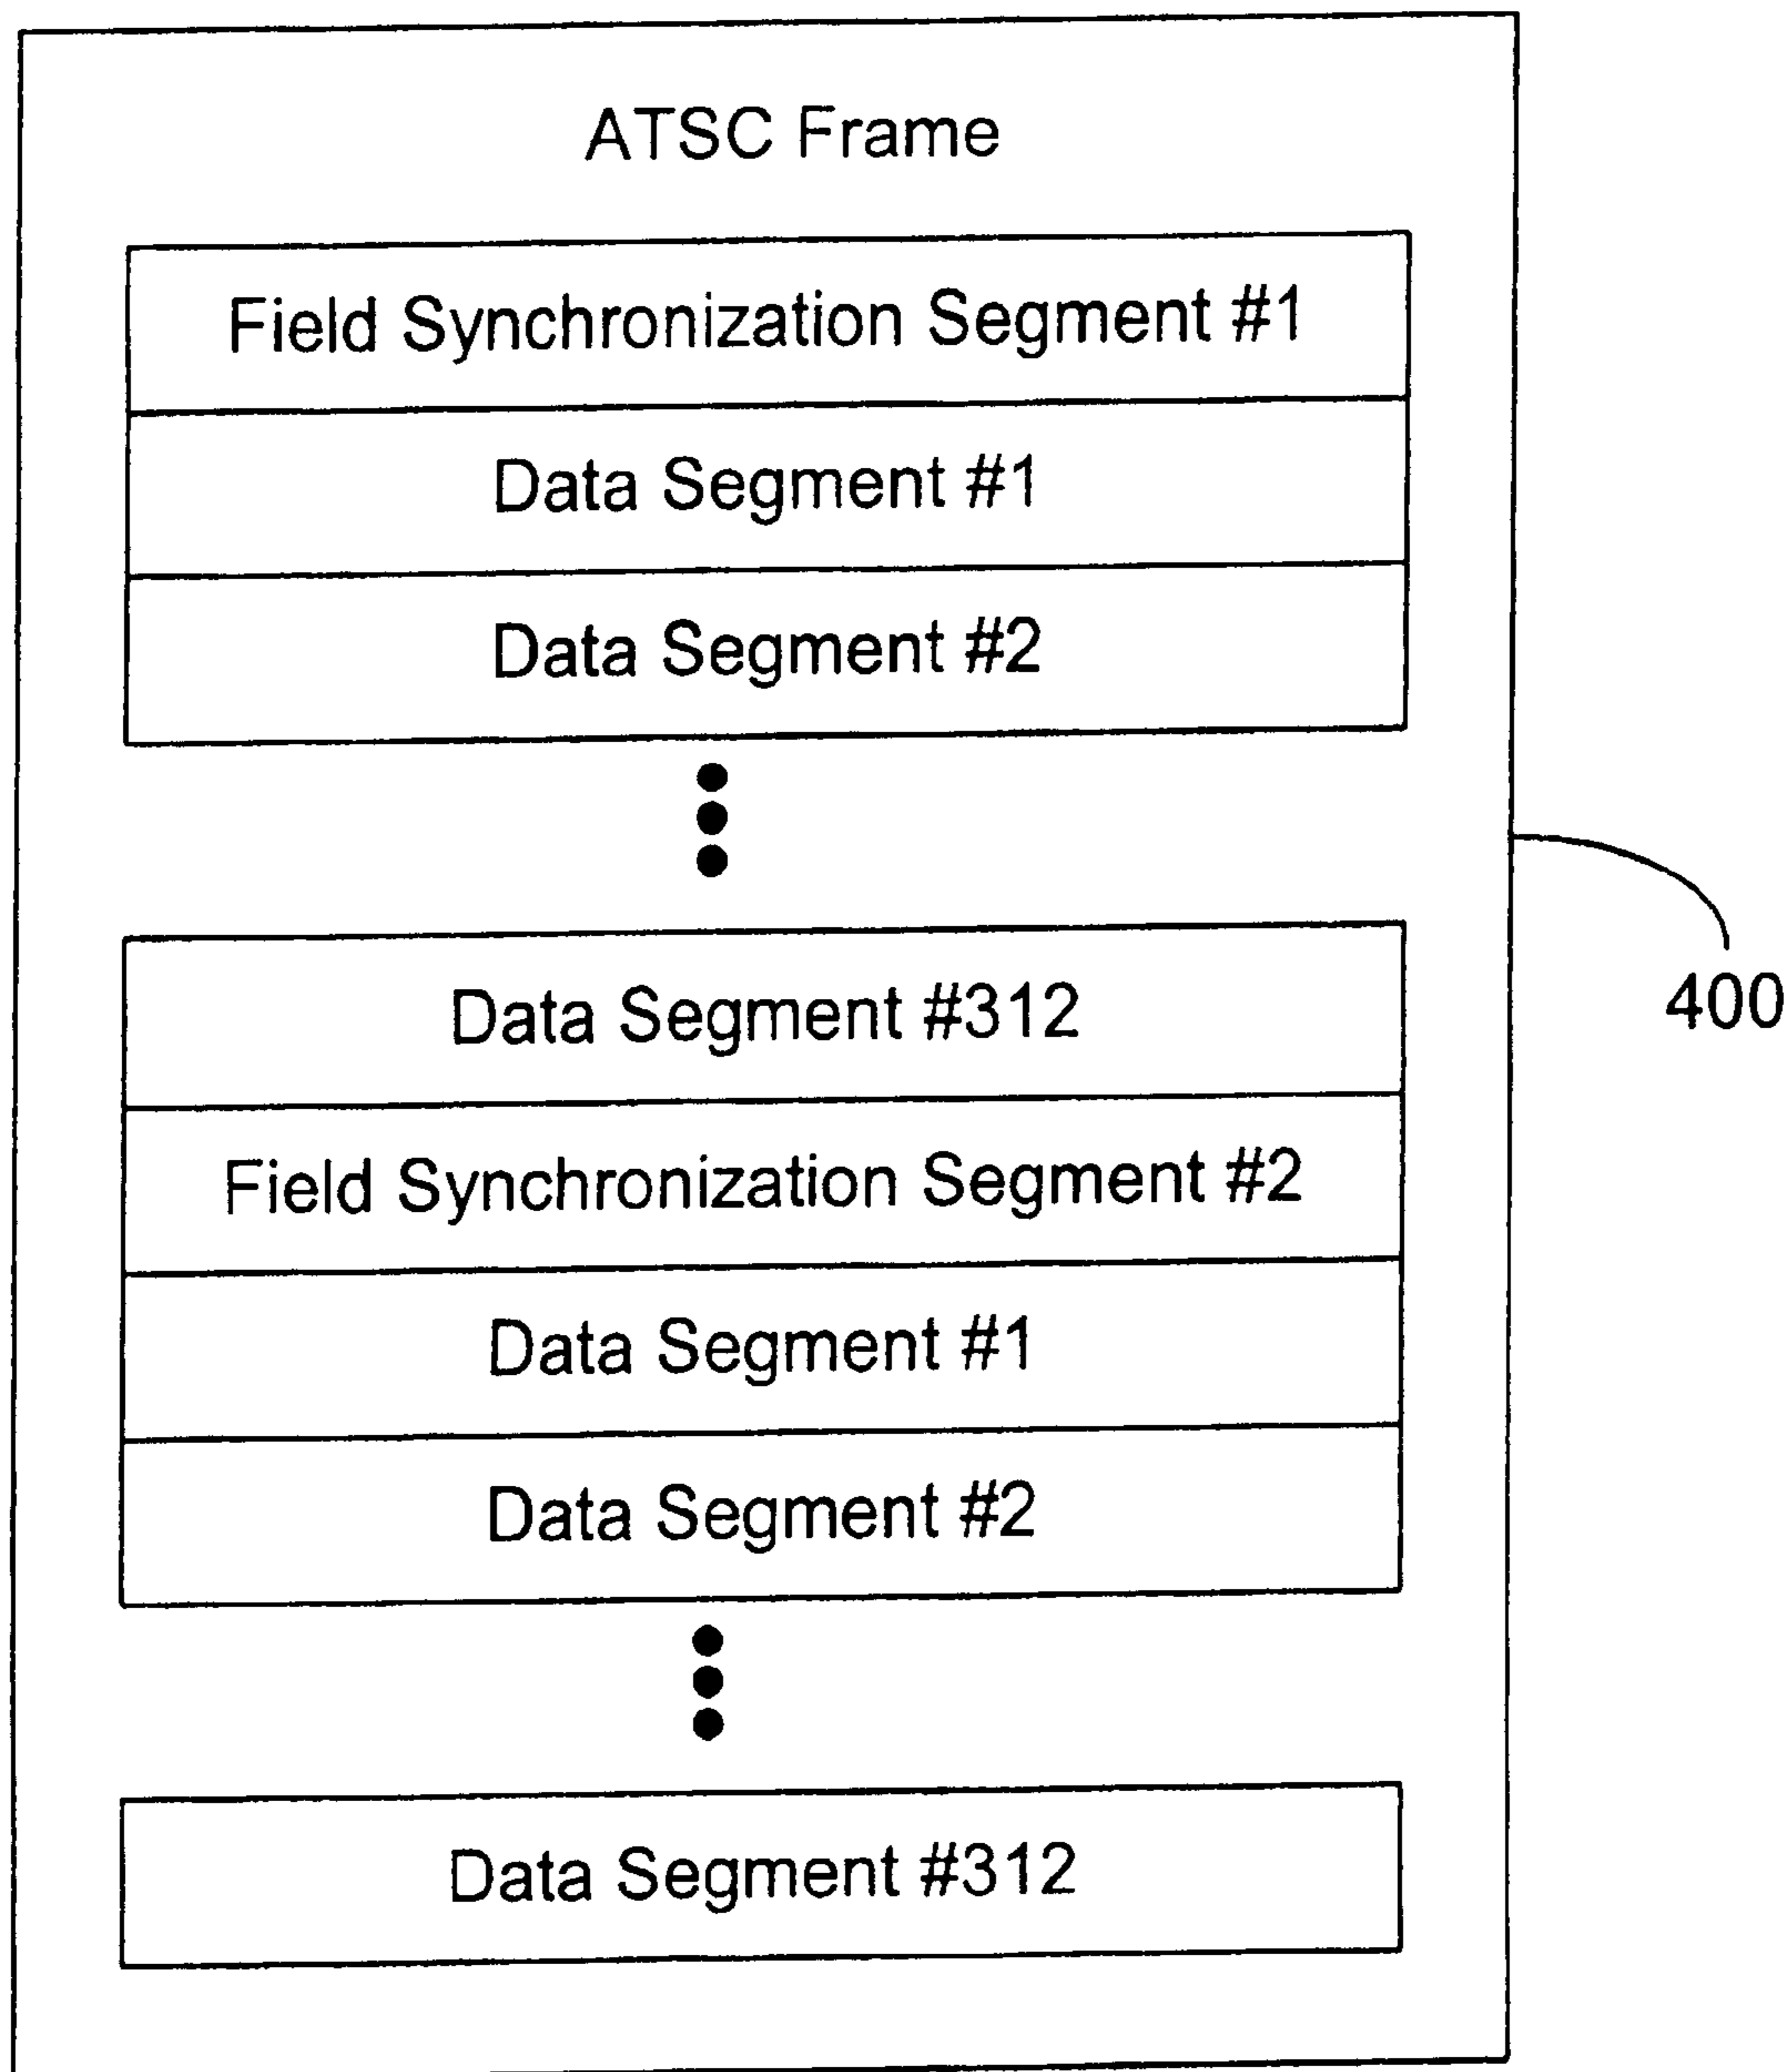 ATSC Frame
Field Synchronization Segment #1
Data Segment #1
Data Segment #2
Data Segment #312
400
Field Synchronization Segment #2
Data Segment #1
Data Segment #2
Data Segment #312